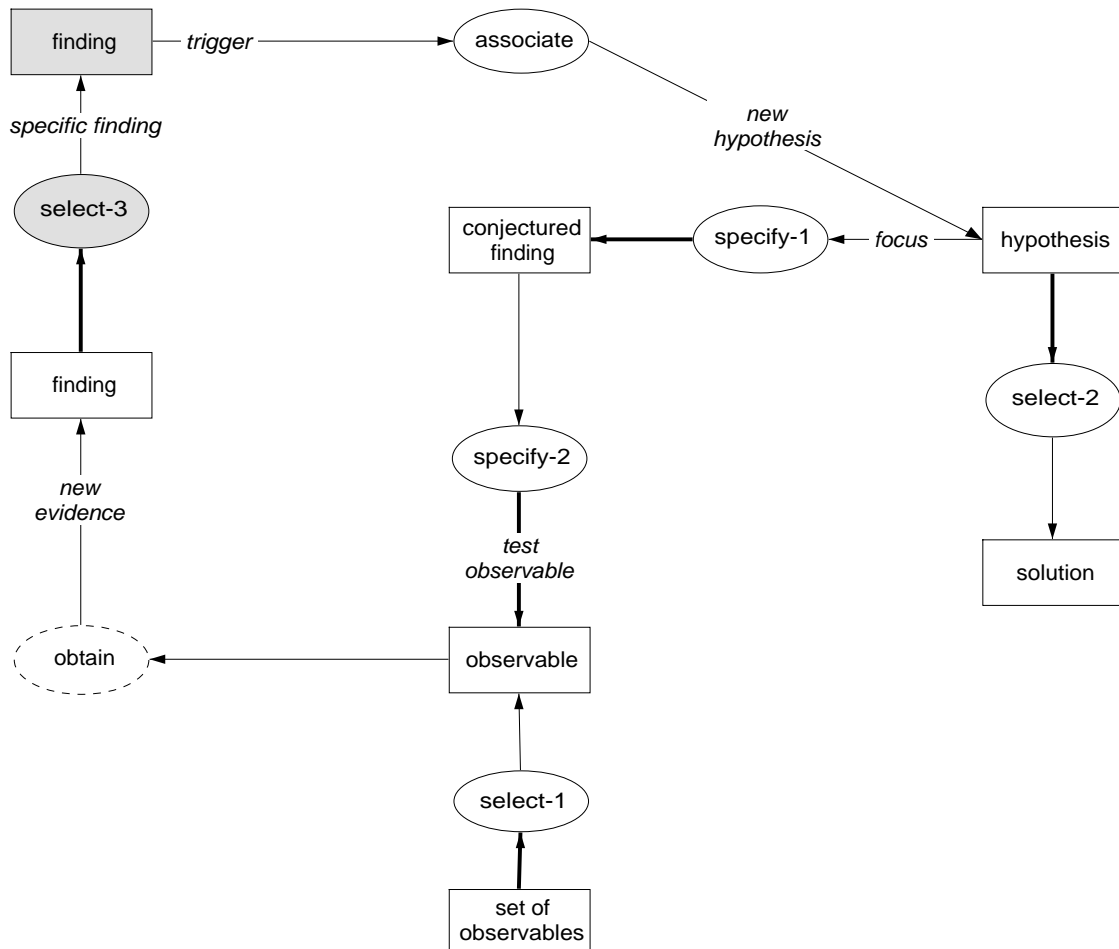 finding
trigger
associate
specific finding
new
hypothesis
select-3
conjectured
finding
specify-1
focus
hypothesis
finding
select-2
specify-2
new
evidence
test
observable
solution
obtain
observable
select-1
set of
observables